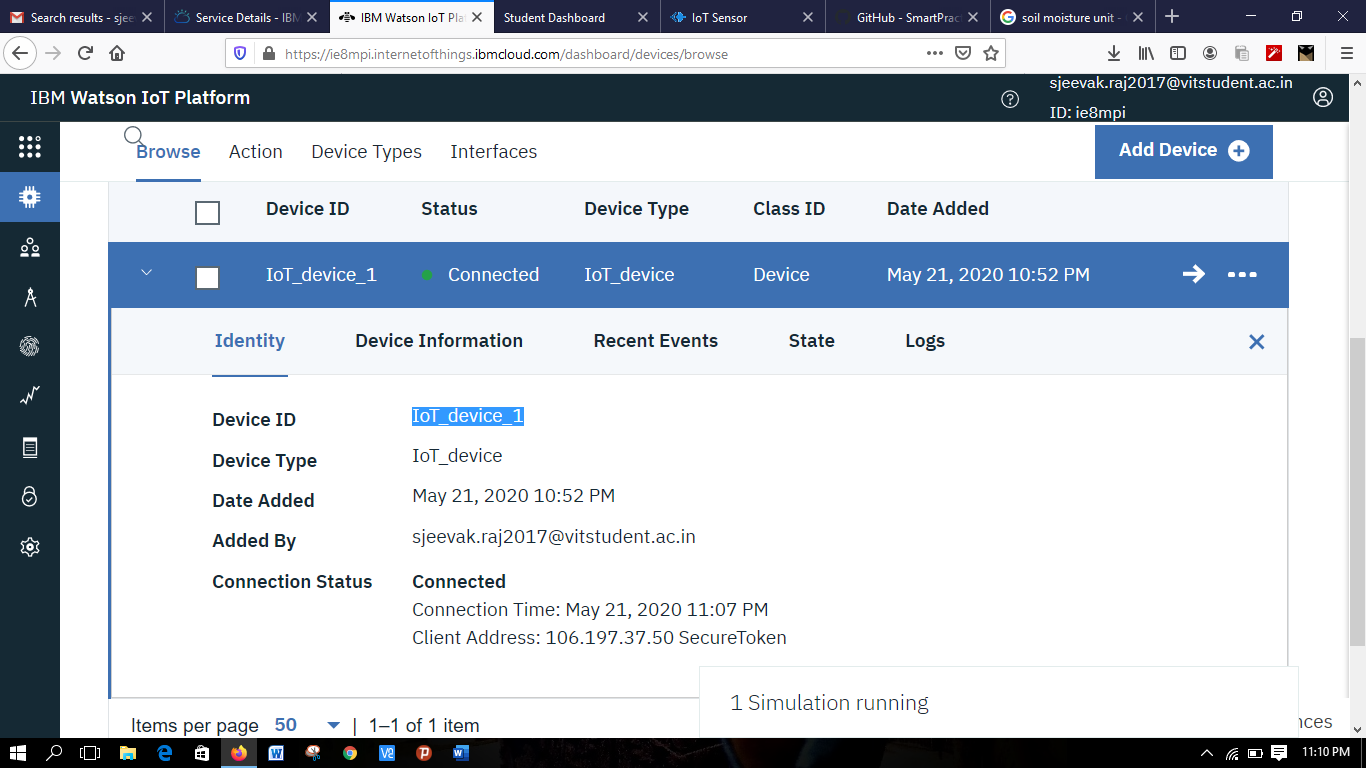 Search results - sjee
Service Details - IBM
IBM Watson IoT Plat
Student Dashboard
IoT Sensor
GitHub - SmartPract
soil moisture unit -
https://ie8mpi.internetofthings.ibmcloud.com/dashboard/devices/browse
IBM Watson IoT Platform
sjeevak.raj2017@vitstudent.ac.in
ID: ie8mpi
Browse Action Device Types Interfaces
Add Device
Device ID Status Device Type Class ID Date Added
IoT_device_1 Connected IoT_device Device May 21, 2020 10:52 PM
Identity Device Information Recent Events State Logs
Device ID IoT_device_1
Device Type IoT_device
Date Added May 21, 2020 10:52 PM
Added By sjeevak.raj2017@vitstudent.ac.in
Connection Status Connected
Connection Time: May 21, 2020 11:07 PM
Client Address: 106.197.37.50 SecureToken
1 Simulation running
Items per page 50 | 1–1 of 1 item
nces
11:10 PM